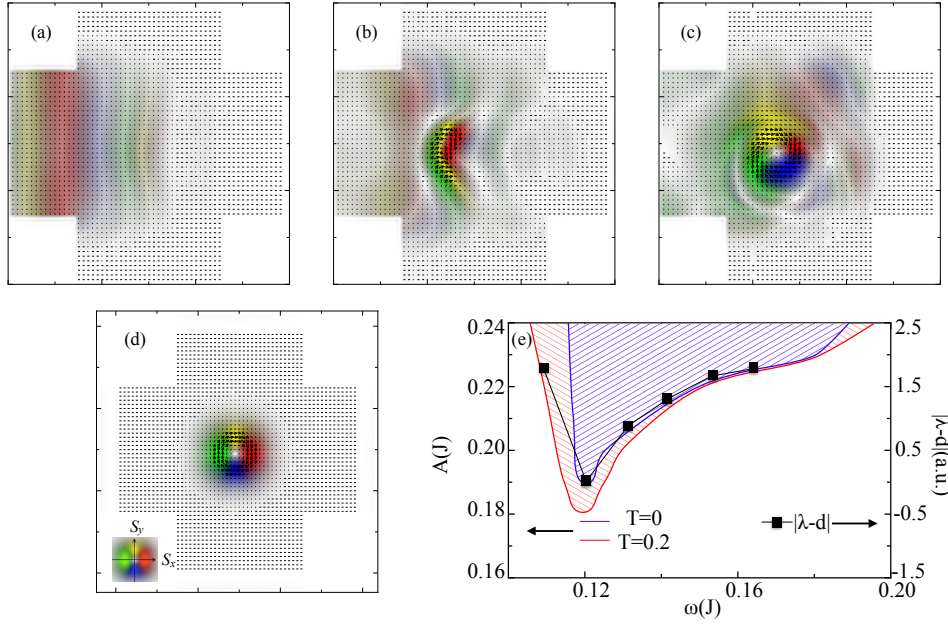 (a)
(b)
(c)
(d)
S_y
S_x
(e)
0.24
0.22
0.20
0.18
0.16
A(J)
0.12
0.16
0.20
ω(J)
2.5
1.5
0.5
-0.5
-1.5
|λ-d|(a.u.)
T=0
T=0.2
|λ-d|